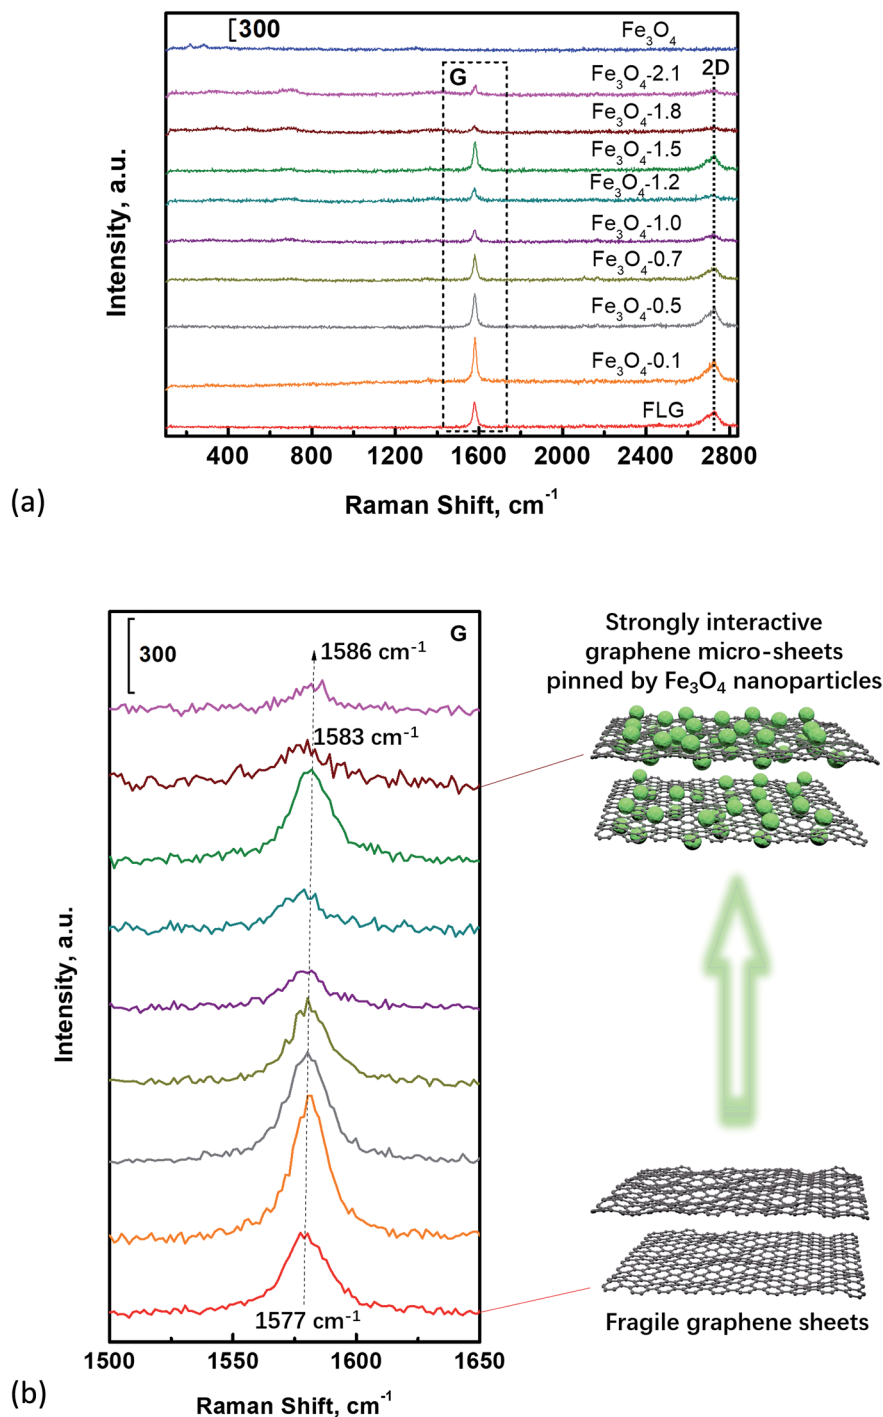 300
Fe₃O₄
G
2D
Fe₃O₄-2.1
Fe₃O₄-1.8
Fe₃O₄-1.5
Fe₃O₄-1.2
Fe₃O₄-1.0
Fe₃O₄-0.7
Fe₃O₄-0.5
Fe₃O₄-0.1
FLG
Intensity, a.u.
400 800 1200 1600 2000 2400 2800
Raman Shift, cm⁻¹
(a)
300
G
1586 cm⁻¹
1583 cm⁻¹
1577 cm⁻¹
Intensity, a.u.
1500 1550 1600 1650
Raman Shift, cm⁻¹
(b)
Strongly interactive
graphene micro-sheets
pinned by Fe₃O₄ nanoparticles
Fragile graphene sheets